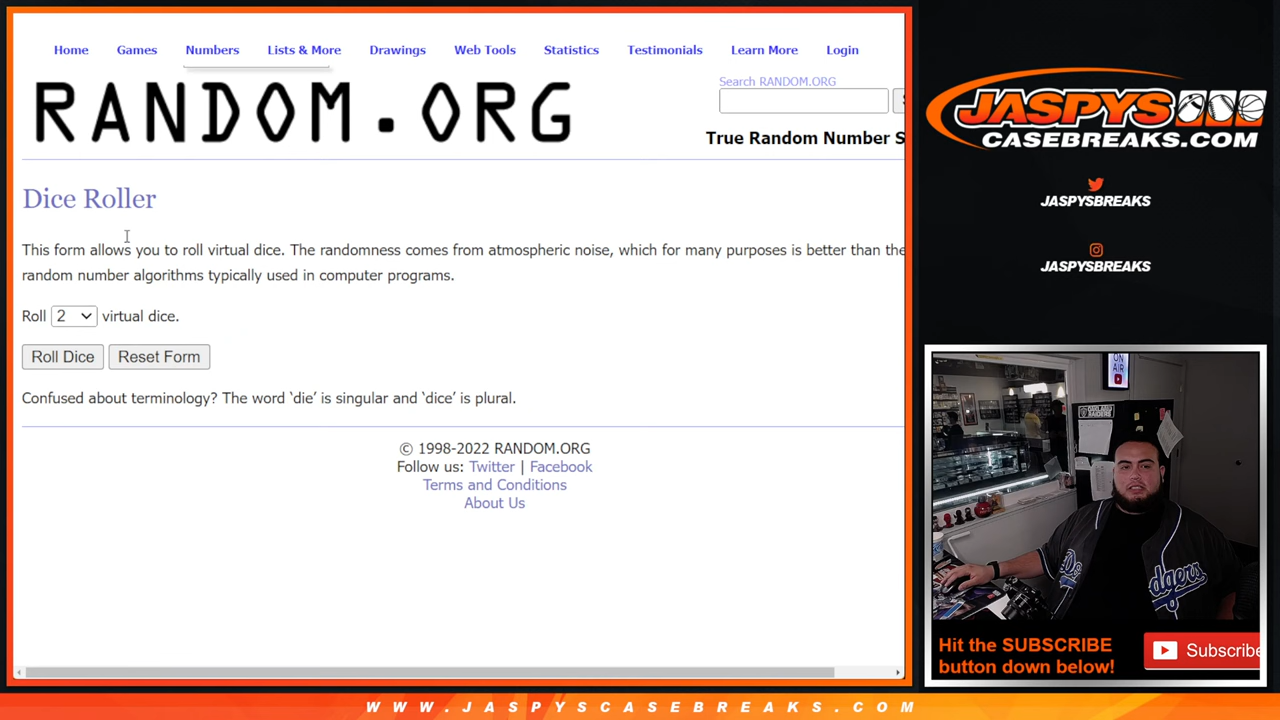 Home Games Numbers Lists & More Drawings Web Tools Statistics Testimonials Learn More Login
RANDOM.ORG
Search RANDOM.ORG
True Random Number S
Dice Roller
This form allows you to roll virtual dice. The randomness comes from atmospheric noise, which for many purposes is better than the
random number algorithms typically used in computer programs.
Roll 2 virtual dice.
Roll Dice Reset Form
Confused about terminology? The word ‘die’ is singular and ‘dice’ is plural.
© 1998-2022 RANDOM.ORG
Follow us: Twitter | Facebook
Terms and Conditions
About Us
JASPYS
CASEBREAKS.COM
JASPYSBREAKS
JASPYSBREAKS
ON
AIR
OAKLAND
RAIDERS
dgers
Hit the SUBSCRIBE
button down below!
Subscribe
WWW.JASPYSCASEBREAKS.COM